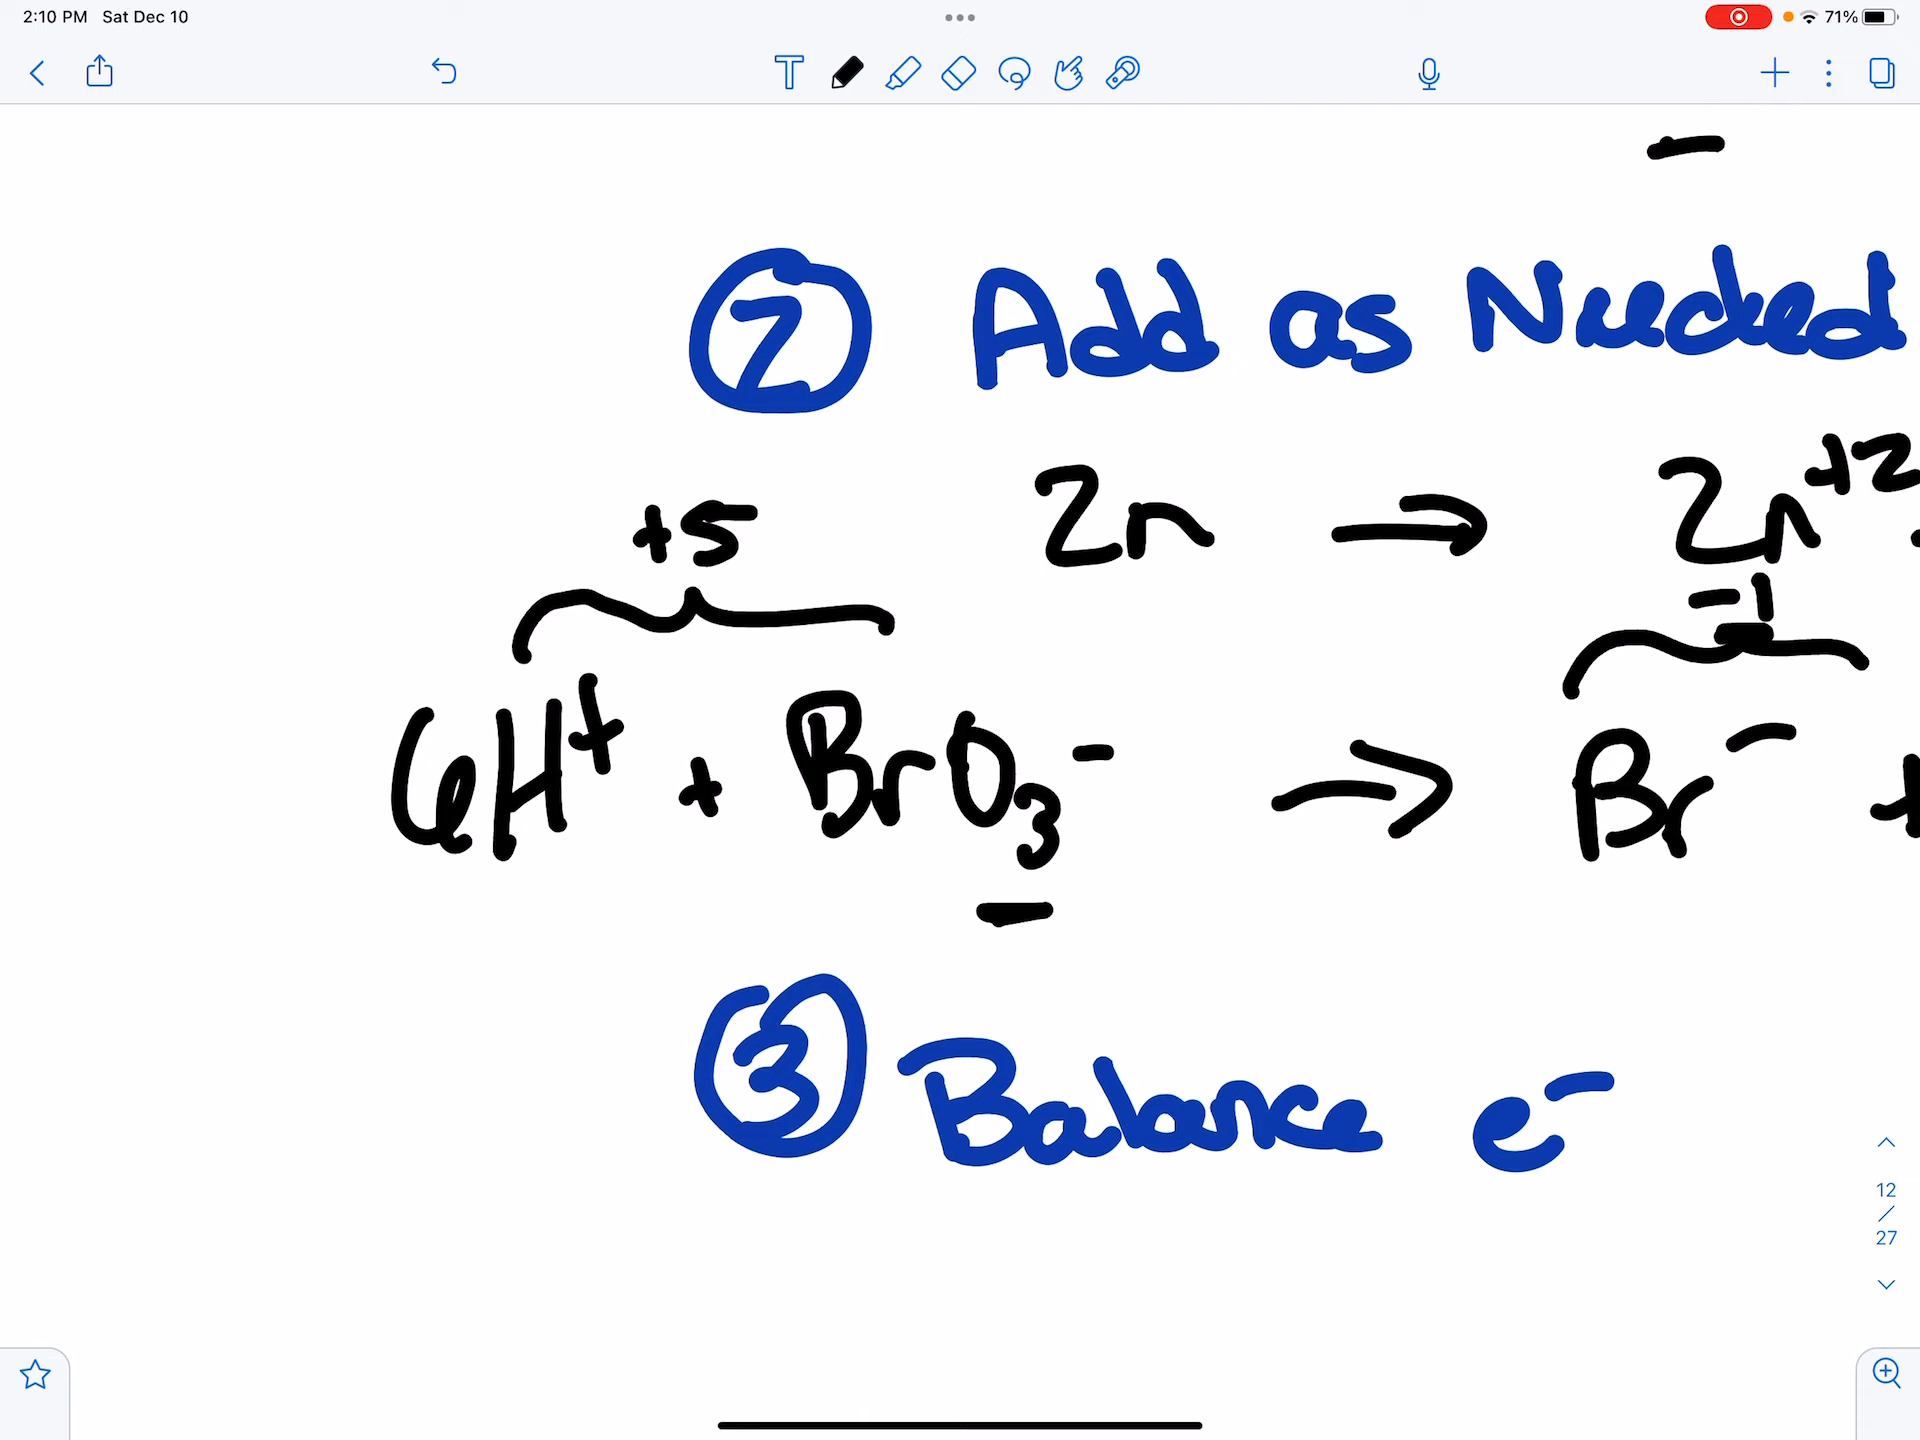 2:10 PM Sat Dec 10
71%
T
—
② Add as Needed
Zn → Zn⁺²
+5
-1
6H⁺ + BrO₃⁻ → Br⁻ +
—
③ Balance e⁻
12
/
27